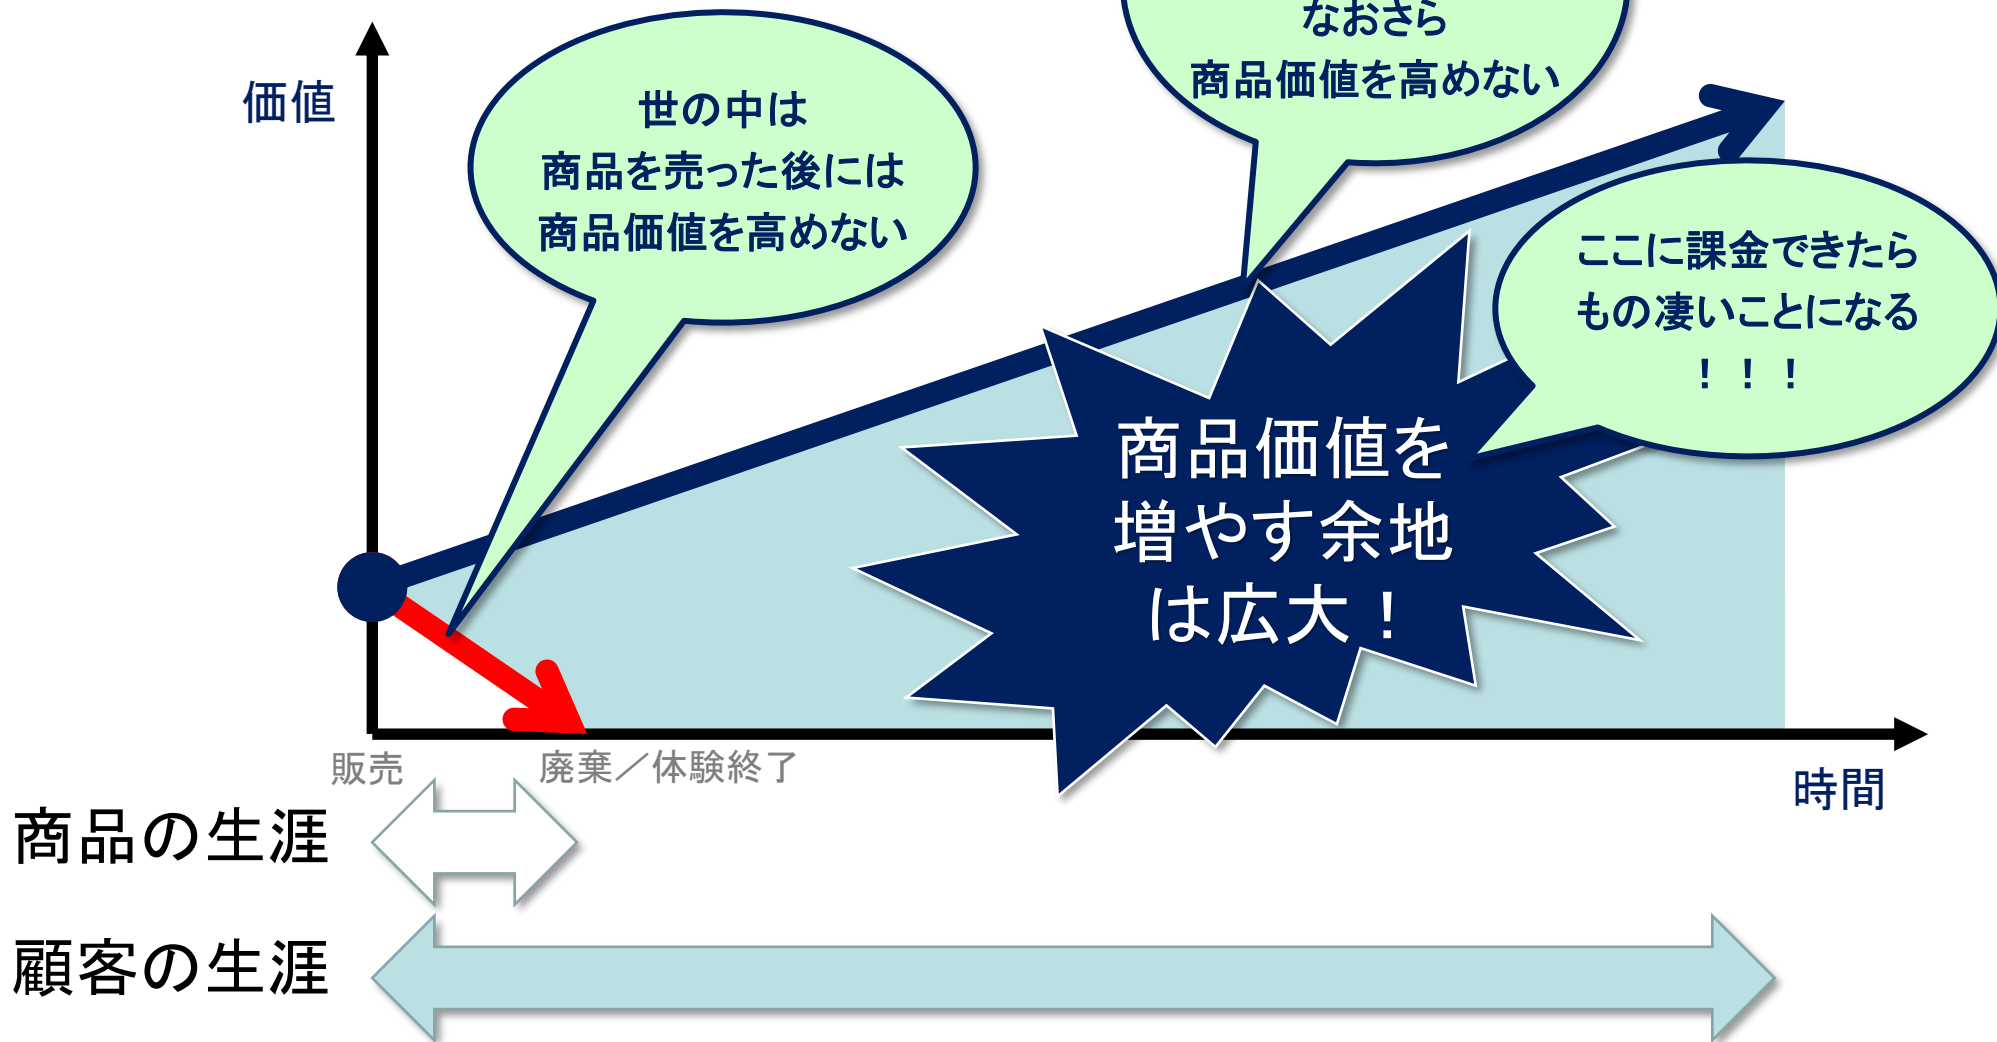 価値
世の中は
商品を売った後には
商品価値を高めない
なおさら
商品価値を高めない
ここに課金できたら
もの凄いことになる
！！！
商品価値を
増やす余地
は広大！
販売
廃棄／体験終了
時間
商品の生涯
顧客の生涯